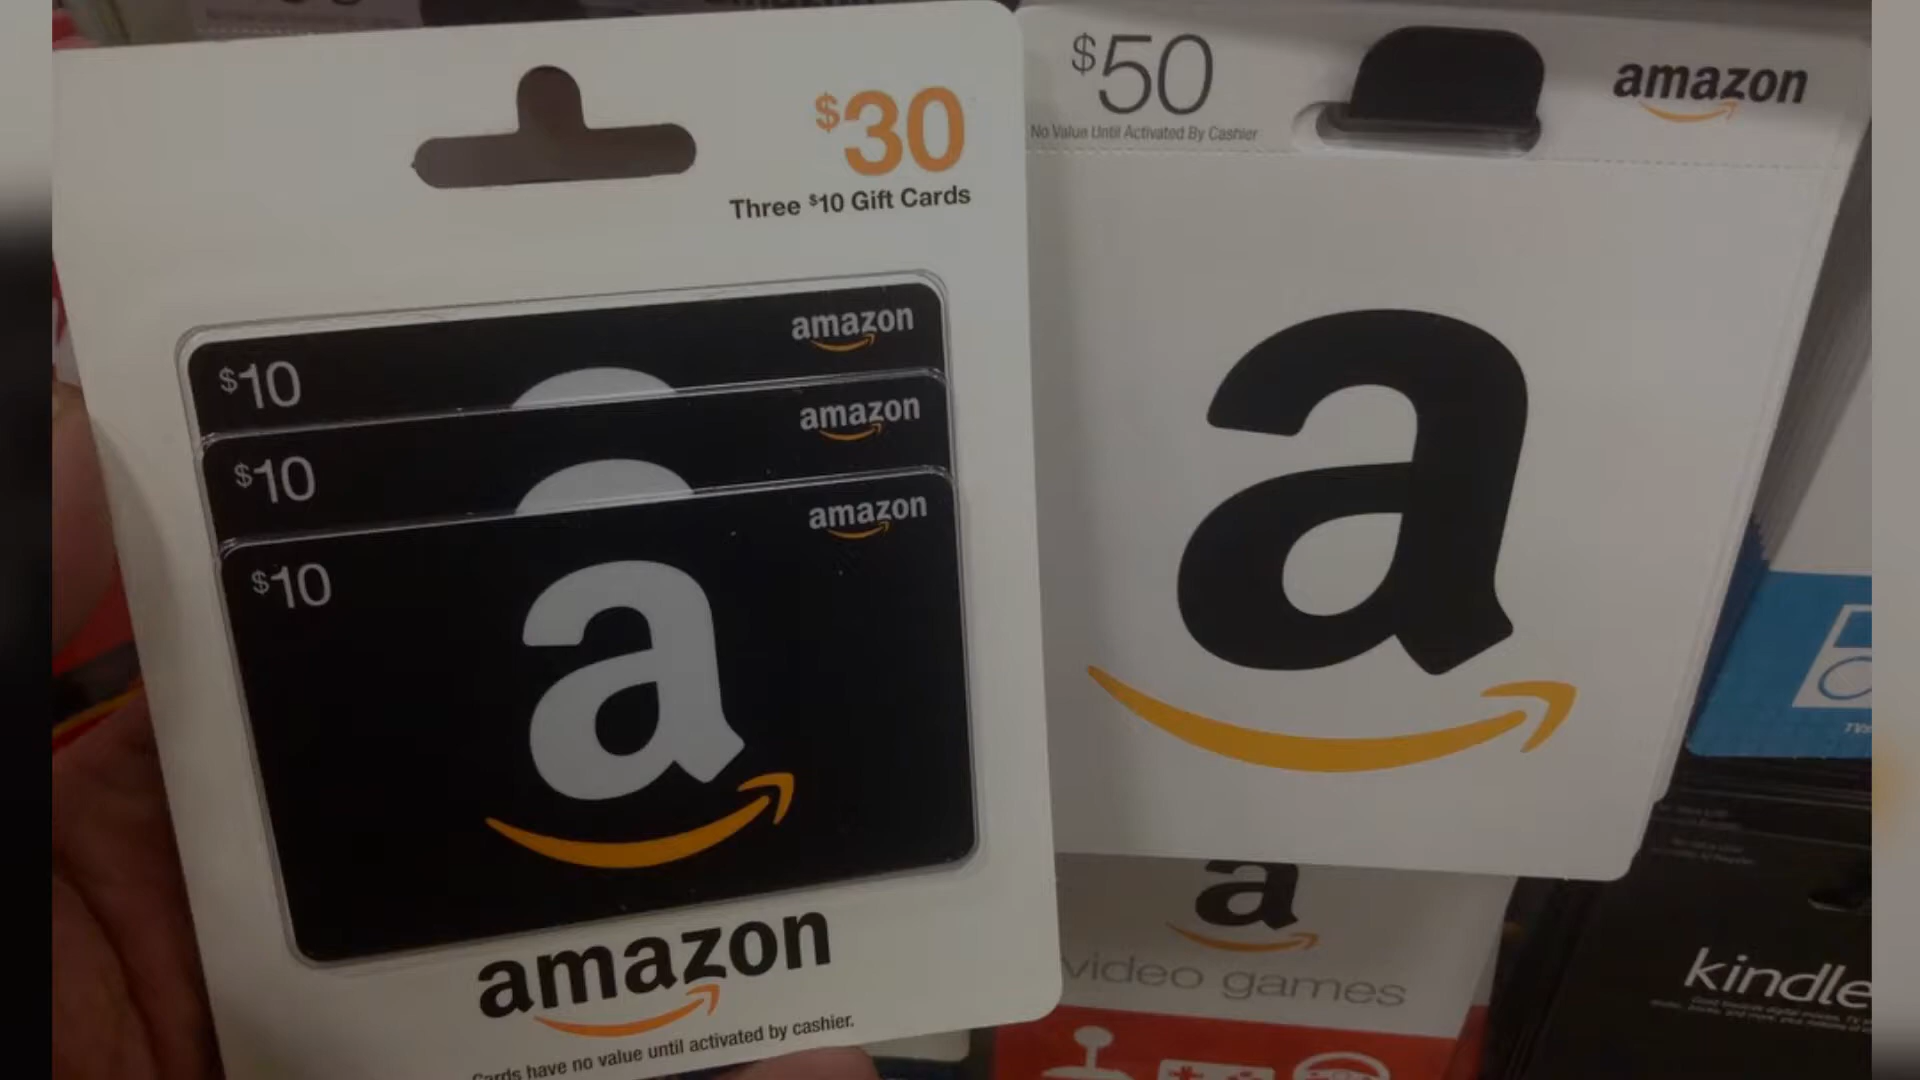 $30
Three $10 Gift Cards
amazon
$10
amazon
$10
amazon
$10
a
amazon
Cards have no value until activated by cashier.
$50
No Value Until Activated By Cashier
amazon
a
a
video games
kindle